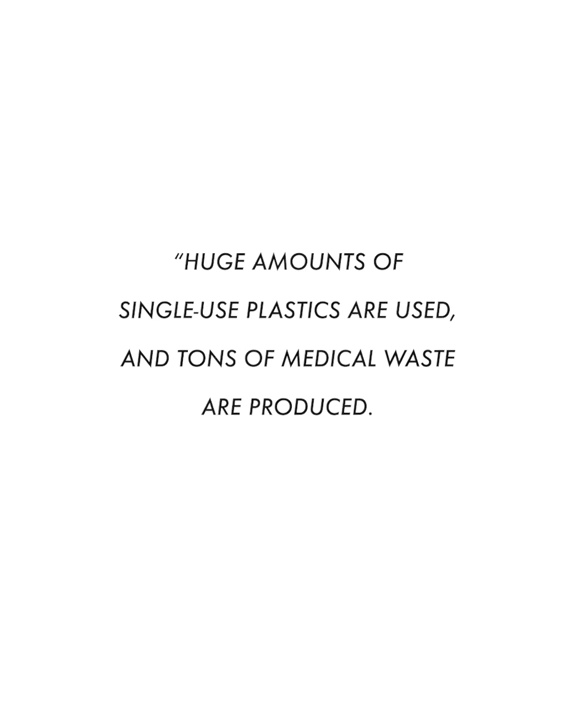 “HUGE AMOUNTS OF
SINGLE-USE PLASTICS ARE USED,
AND TONS OF MEDICAL WASTE
ARE PRODUCED.